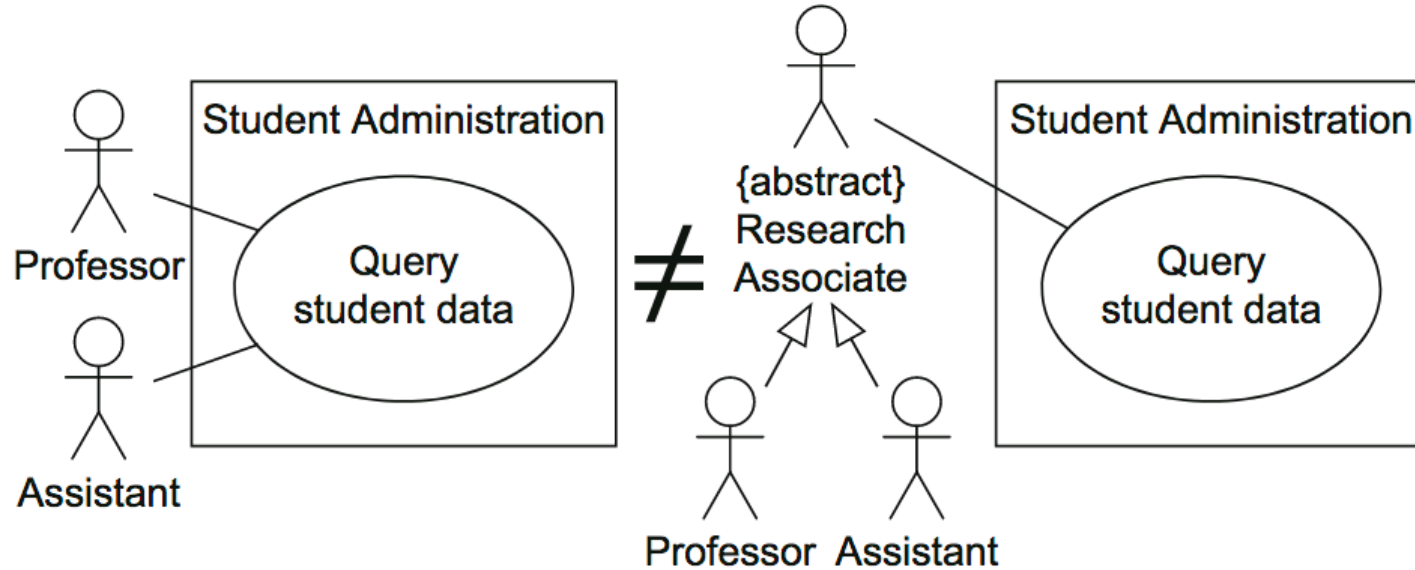 Student Administration
Query
student data
Professor
Assistant
≠
{abstract}
Research
Associate
Professor
Assistant
Student Administration
Query
student data